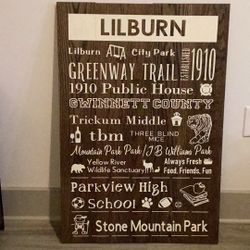 LILBURN
Lilburn City Park
GREENWAY TRAIL ESTABLISHED 1910
1910 Public House
GWINNETT COUNTY
Trickum Middle
tbm THREE BLIND MICE
Mountain Park Park/JB Williams Park
Yellow River Wildlife Sanctuary
Always Fresh Food, Friends, Fun
Parkview High
School
Stone Mountain Park